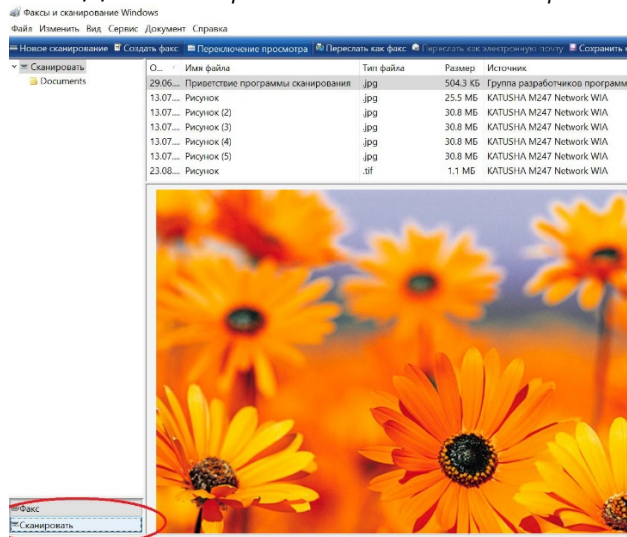 Факсы и сканирование Windows
Файл Изменить Вид Сервис Документ Справка
Новое сканирование Создать факс Переключение просмотра Переслать как факс Переслать как электронную почту Сохранить
Сканировать
Documents
О... Имя файла Тип файла Размер Источник
29.06.... Приветствие программы сканирования .jpg 504.3 КБ Группа разработчиков программ
13.07.... Рисунок .jpg 25.5 МБ KATUSHA M247 Network WIA
13.07.... Рисунок (2) .jpg 30.8 МБ KATUSHA M247 Network WIA
13.07.... Рисунок (3) .jpg 30.8 МБ KATUSHA M247 Network WIA
13.07.... Рисунок (4) .jpg 30.8 МБ KATUSHA M247 Network WIA
13.07.... Рисунок (5) .jpg 30.8 МБ KATUSHA M247 Network WIA
23.08.... Рисунок .tif 1.1 МБ KATUSHA M247 Network WIA
Факс
Сканировать